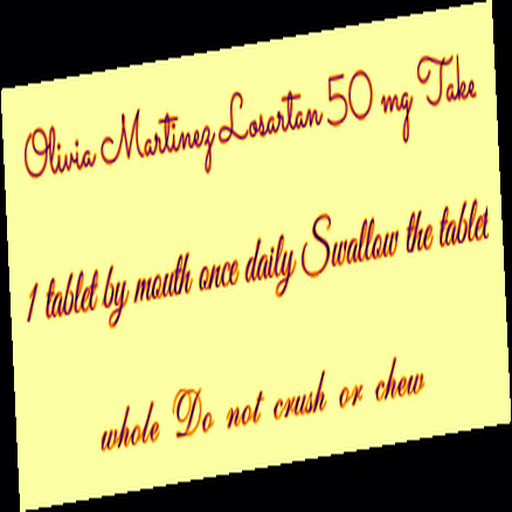 Olivia Martinez Losartan 50 mg Take
1 tablet by mouth once daily Swallow the tablet
whole Do not crush or chew